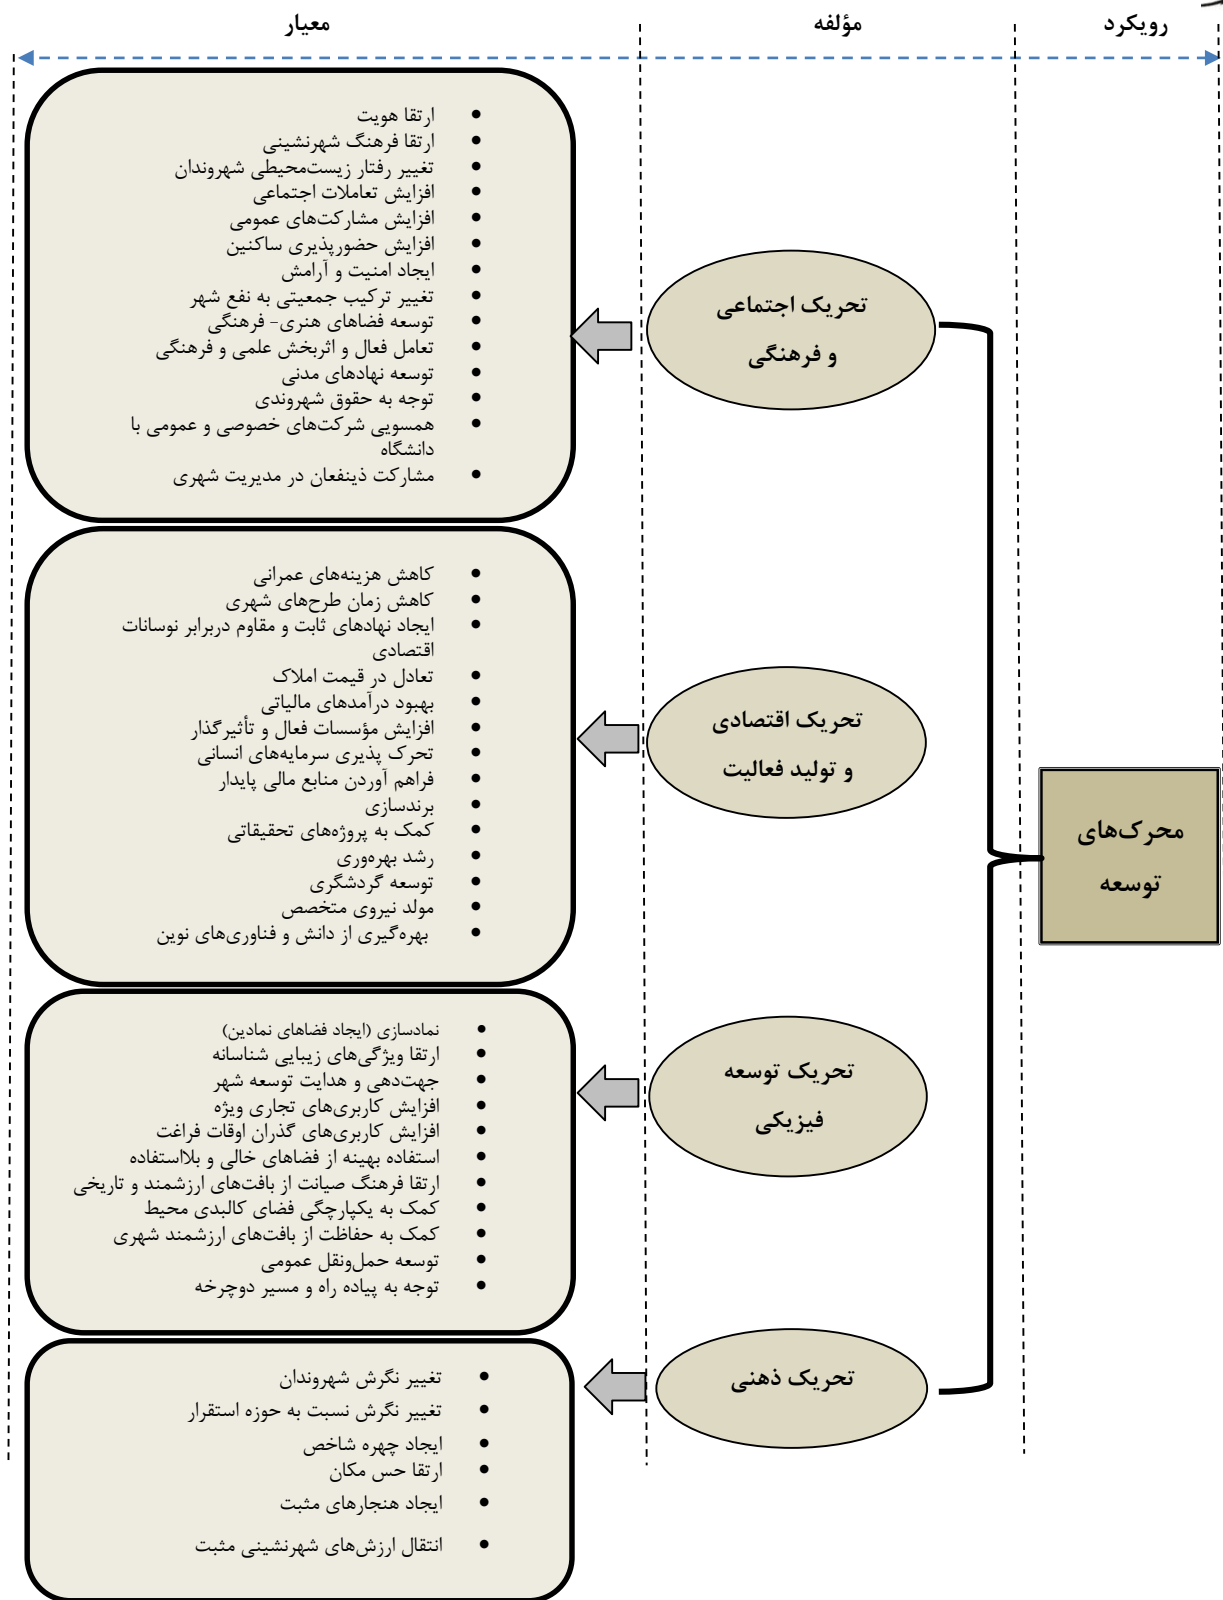 رویکرد
مؤلفه
معیار
محرک‌های
توسعه
تحریک اجتماعی
و فرهنگی
ارتقا هویت
ارتقا فرهنگ شهرنشینی
تغییر رفتار زیست‌محیطی شهروندان
افزایش تعاملات اجتماعی
افزایش مشارکت‌های عمومی
افزایش حضورپذیری ساکنین
ایجاد امنیت و آرامش
تغییر ترکیب جمعیتی به نفع شهر
توسعه فضاهای هنری- فرهنگی
تعامل فعال و اثربخش علمی و فرهنگی
توسعه نهادهای مدنی
توجه به حقوق شهروندی
همسویی شرکت‌های خصوصی و عمومی با
دانشگاه
مشارکت ذینفعان در مدیریت شهری
تحریک اقتصادی
و تولید فعالیت
کاهش هزینه‌های عمرانی
کاهش زمان طرح‌های شهری
ایجاد نهادهای ثابت و مقاوم دربرابر نوسانات
اقتصادی
تعادل در قیمت املاک
بهبود درآمدهای مالیاتی
افزایش مؤسسات فعال و تأثیرگذار
تحرک پذیری سرمایه‌های انسانی
فراهم آوردن منابع مالی پایدار
برندسازی
کمک به پروژه‌های تحقیقاتی
رشد بهره‌وری
توسعه گردشگری
مولد نیروی متخصص
بهره‌گیری از دانش و فناوری‌های نوین
تحریک توسعه
فیزیکی
نمادسازی (ایجاد فضاهای نمادین)
ارتقا ویژگی‌های زیبایی شناسانه
جهت‌دهی و هدایت توسعه شهر
افزایش کاربری‌های تجاری ویژه
افزایش کاربری‌های گذران اوقات فراغت
استفاده بهینه از فضاهای خالی و بلااستفاده
ارتقا فرهنگ صیانت از بافت‌های ارزشمند و تاریخی
کمک به یکپارچگی فضای کالبدی محیط
کمک به حفاظت از بافت‌های ارزشمند شهری
توسعه حمل‌ونقل عمومی
توجه به پیاده راه و مسیر دوچرخه
تحریک ذهنی
تغییر نگرش شهروندان
تغییر نگرش نسبت به حوزه استقرار
ایجاد چهره شاخص
ارتقا حس مکان
ایجاد هنجارهای مثبت
انتقال ارزش‌های شهرنشینی مثبت